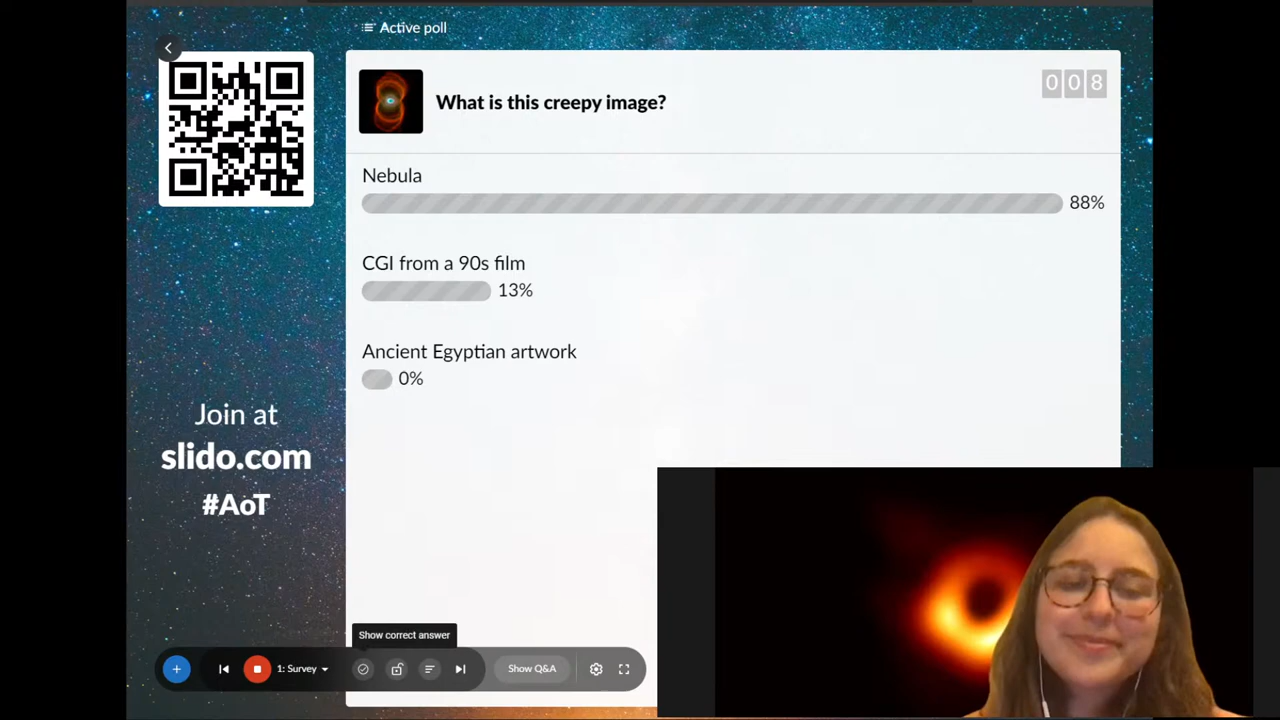 Active poll
What is this creepy image?
008
Nebula
88%
CGI from a 90s film
13%
Ancient Egyptian artwork
0%
Join at
slido.com
#AoT
Show correct answer
1: Survey
Show Q&A